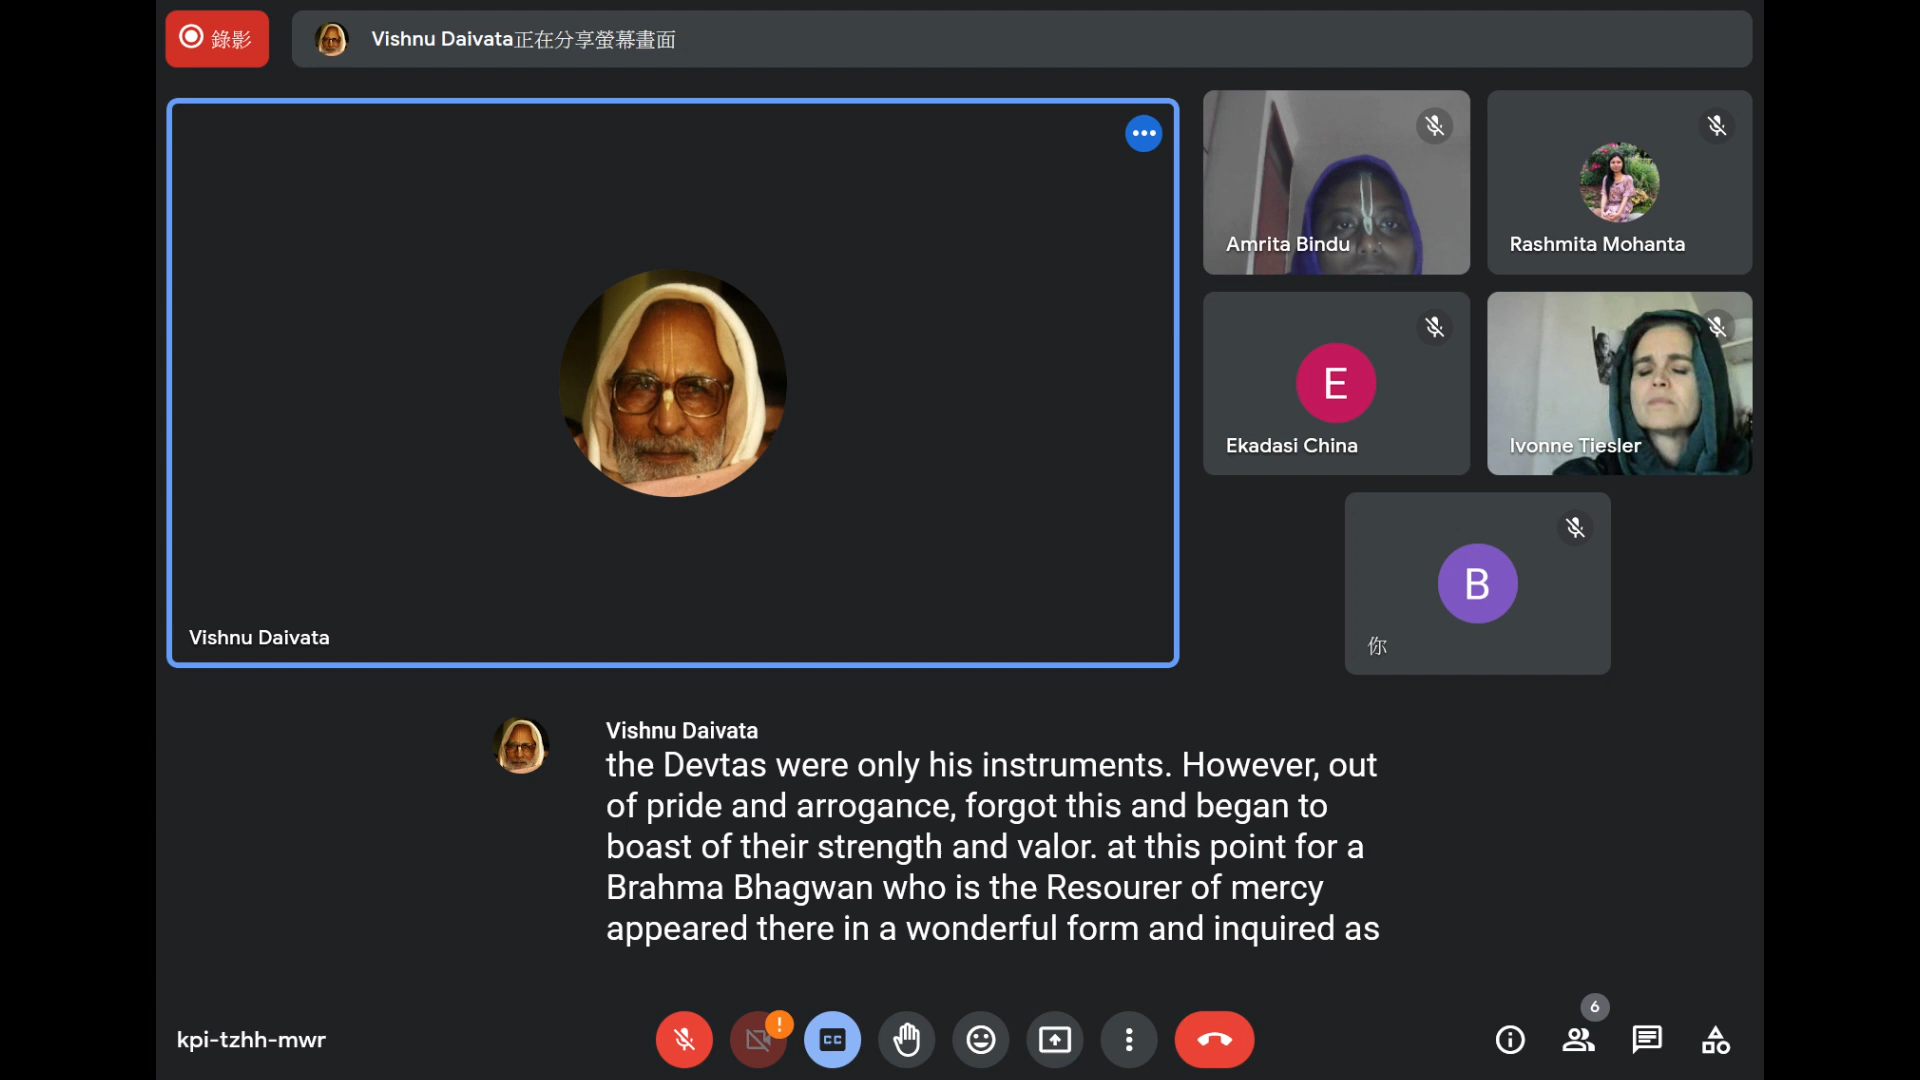 錄影
Vishnu Daivata正在分享螢幕畫面
Amrita Bindu
Rashmita Mohanta
E
Ekadasi China
Ivonne Tiesler
B
你
Vishnu Daivata
Vishnu Daivata
the Devtas were only his instruments. However, out
of pride and arrogance, forgot this and began to
boast of their strength and valor. at this point for a
Brahma Bhagwan who is the Resourer of mercy
appeared there in a wonderful form and inquired as
kpi-tzhh-mwr
!
CC
6